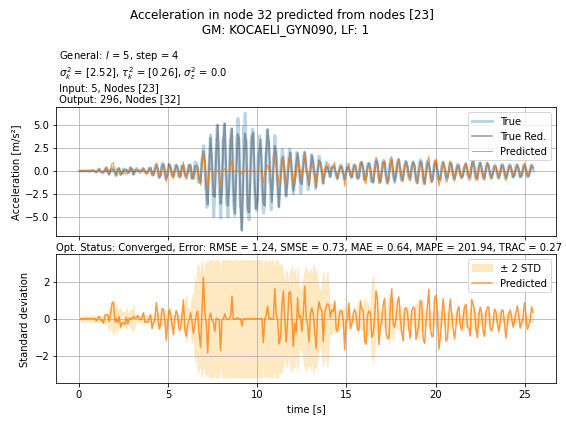 Acceleration in node 32 predicted from nodes [23]
GM: KOCAELI_GYN090, LF: 1
General: l = 5, step = 4
σ²_k = [2.52], τ²_k = [0.26], σ²_ε = 0.0
Input: 5, Nodes [23]
Output: 296, Nodes [32]
Acceleration [m/s²]
5.0
2.5
0.0
−2.5
−5.0
True
True Red.
Predicted
Opt. Status: Converged, Error: RMSE = 1.24, SMSE = 0.73, MAE = 0.64, MAPE = 201.94, TRAC = 0.27
Standard deviation
2
0
−2
± 2 STD
Predicted
0 5 10 15 20 25
time [s]